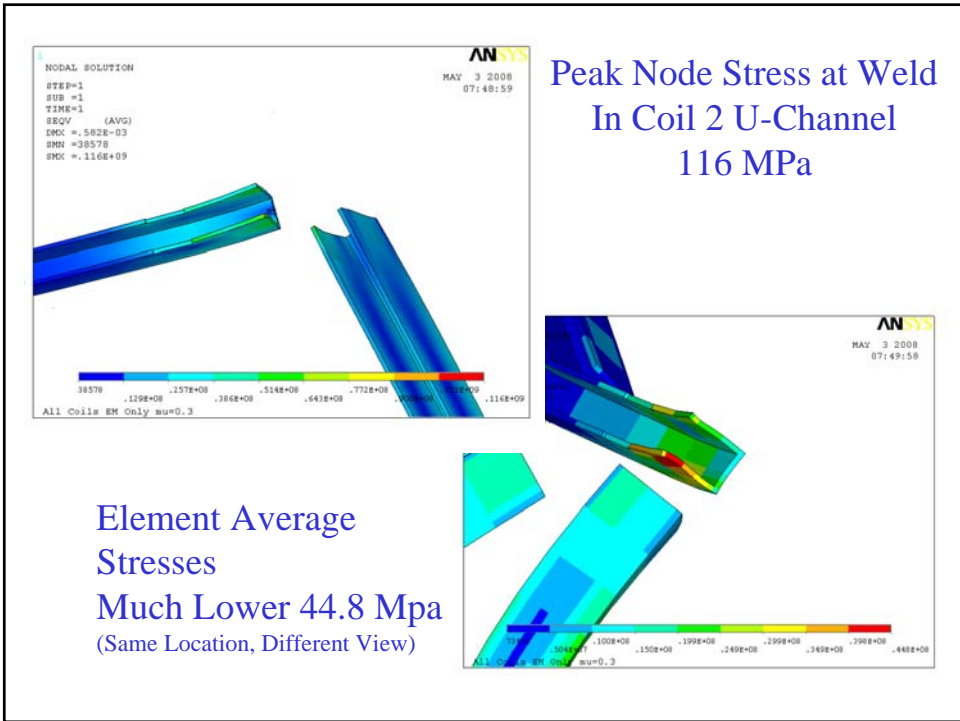 1
NODAL SOLUTION
STEP=1
SUB =1
TIME=1
SEQV (AVG)
DMX =.582E-03
SMN =38578
SMX =.116E+09
ANSYS
MAY 3 2008
07:48:59
38578 .257E+08 .514E+08 .772E+08 E+09
.129E+08 .386E+08 .643E+08 .116E+09
All Coils EM Only mu=0.3
Peak Node Stress at Weld
In Coil 2 U-Channel
116 MPa
ANSYS
MAY 3 2008
07:49:58
.100E+08 .199E+08 .299E+08 .398E+08
.150E+08 .249E+08 .349E+08 .448E+08
All Coils EM Only mu=0.3
Element Average
Stresses
Much Lower 44.8 Mpa
(Same Location, Different View)